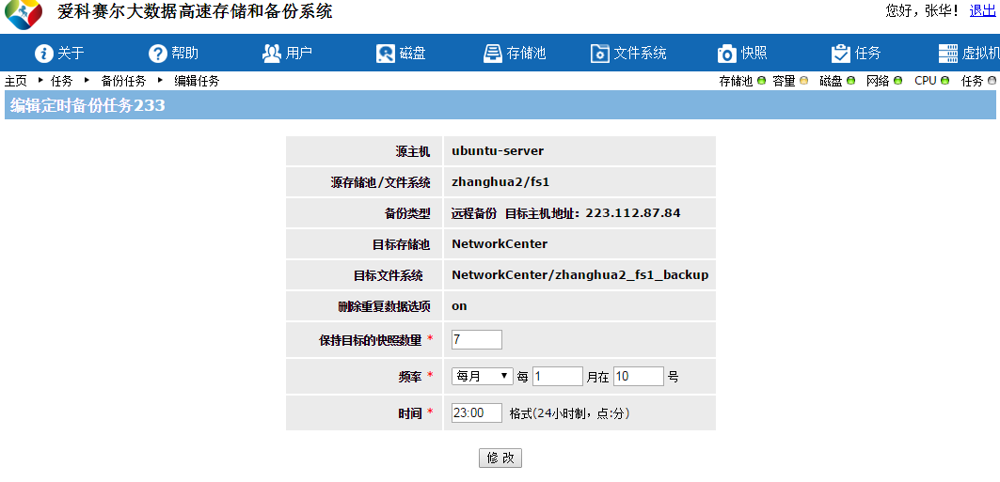 爱科赛尔大数据高速存储和备份系统
您好，张华！ 退出
关于 帮助 用户 磁盘 存储池 文件系统 快照 任务 虚拟机
主页 ▸ 任务 ▸ 备份任务 ▸ 编辑任务 存储池 容量 磁盘 网络 CPU 任务
编辑定时备份任务233
源主机 ubuntu-server
源存储池/文件系统 zhanghua2/fs1
备份类型 远程备份 目标主机地址：223.112.87.84
目标存储池 NetworkCenter
目标文件系统 NetworkCenter/zhanghua2_fs1_backup
删除重复数据选项 on
保持目标的快照数量 * 7
频率 * 每月 ▼ 每 1 月在 10 号
时间 * 23:00 格式(24小时制，点:分)
修 改